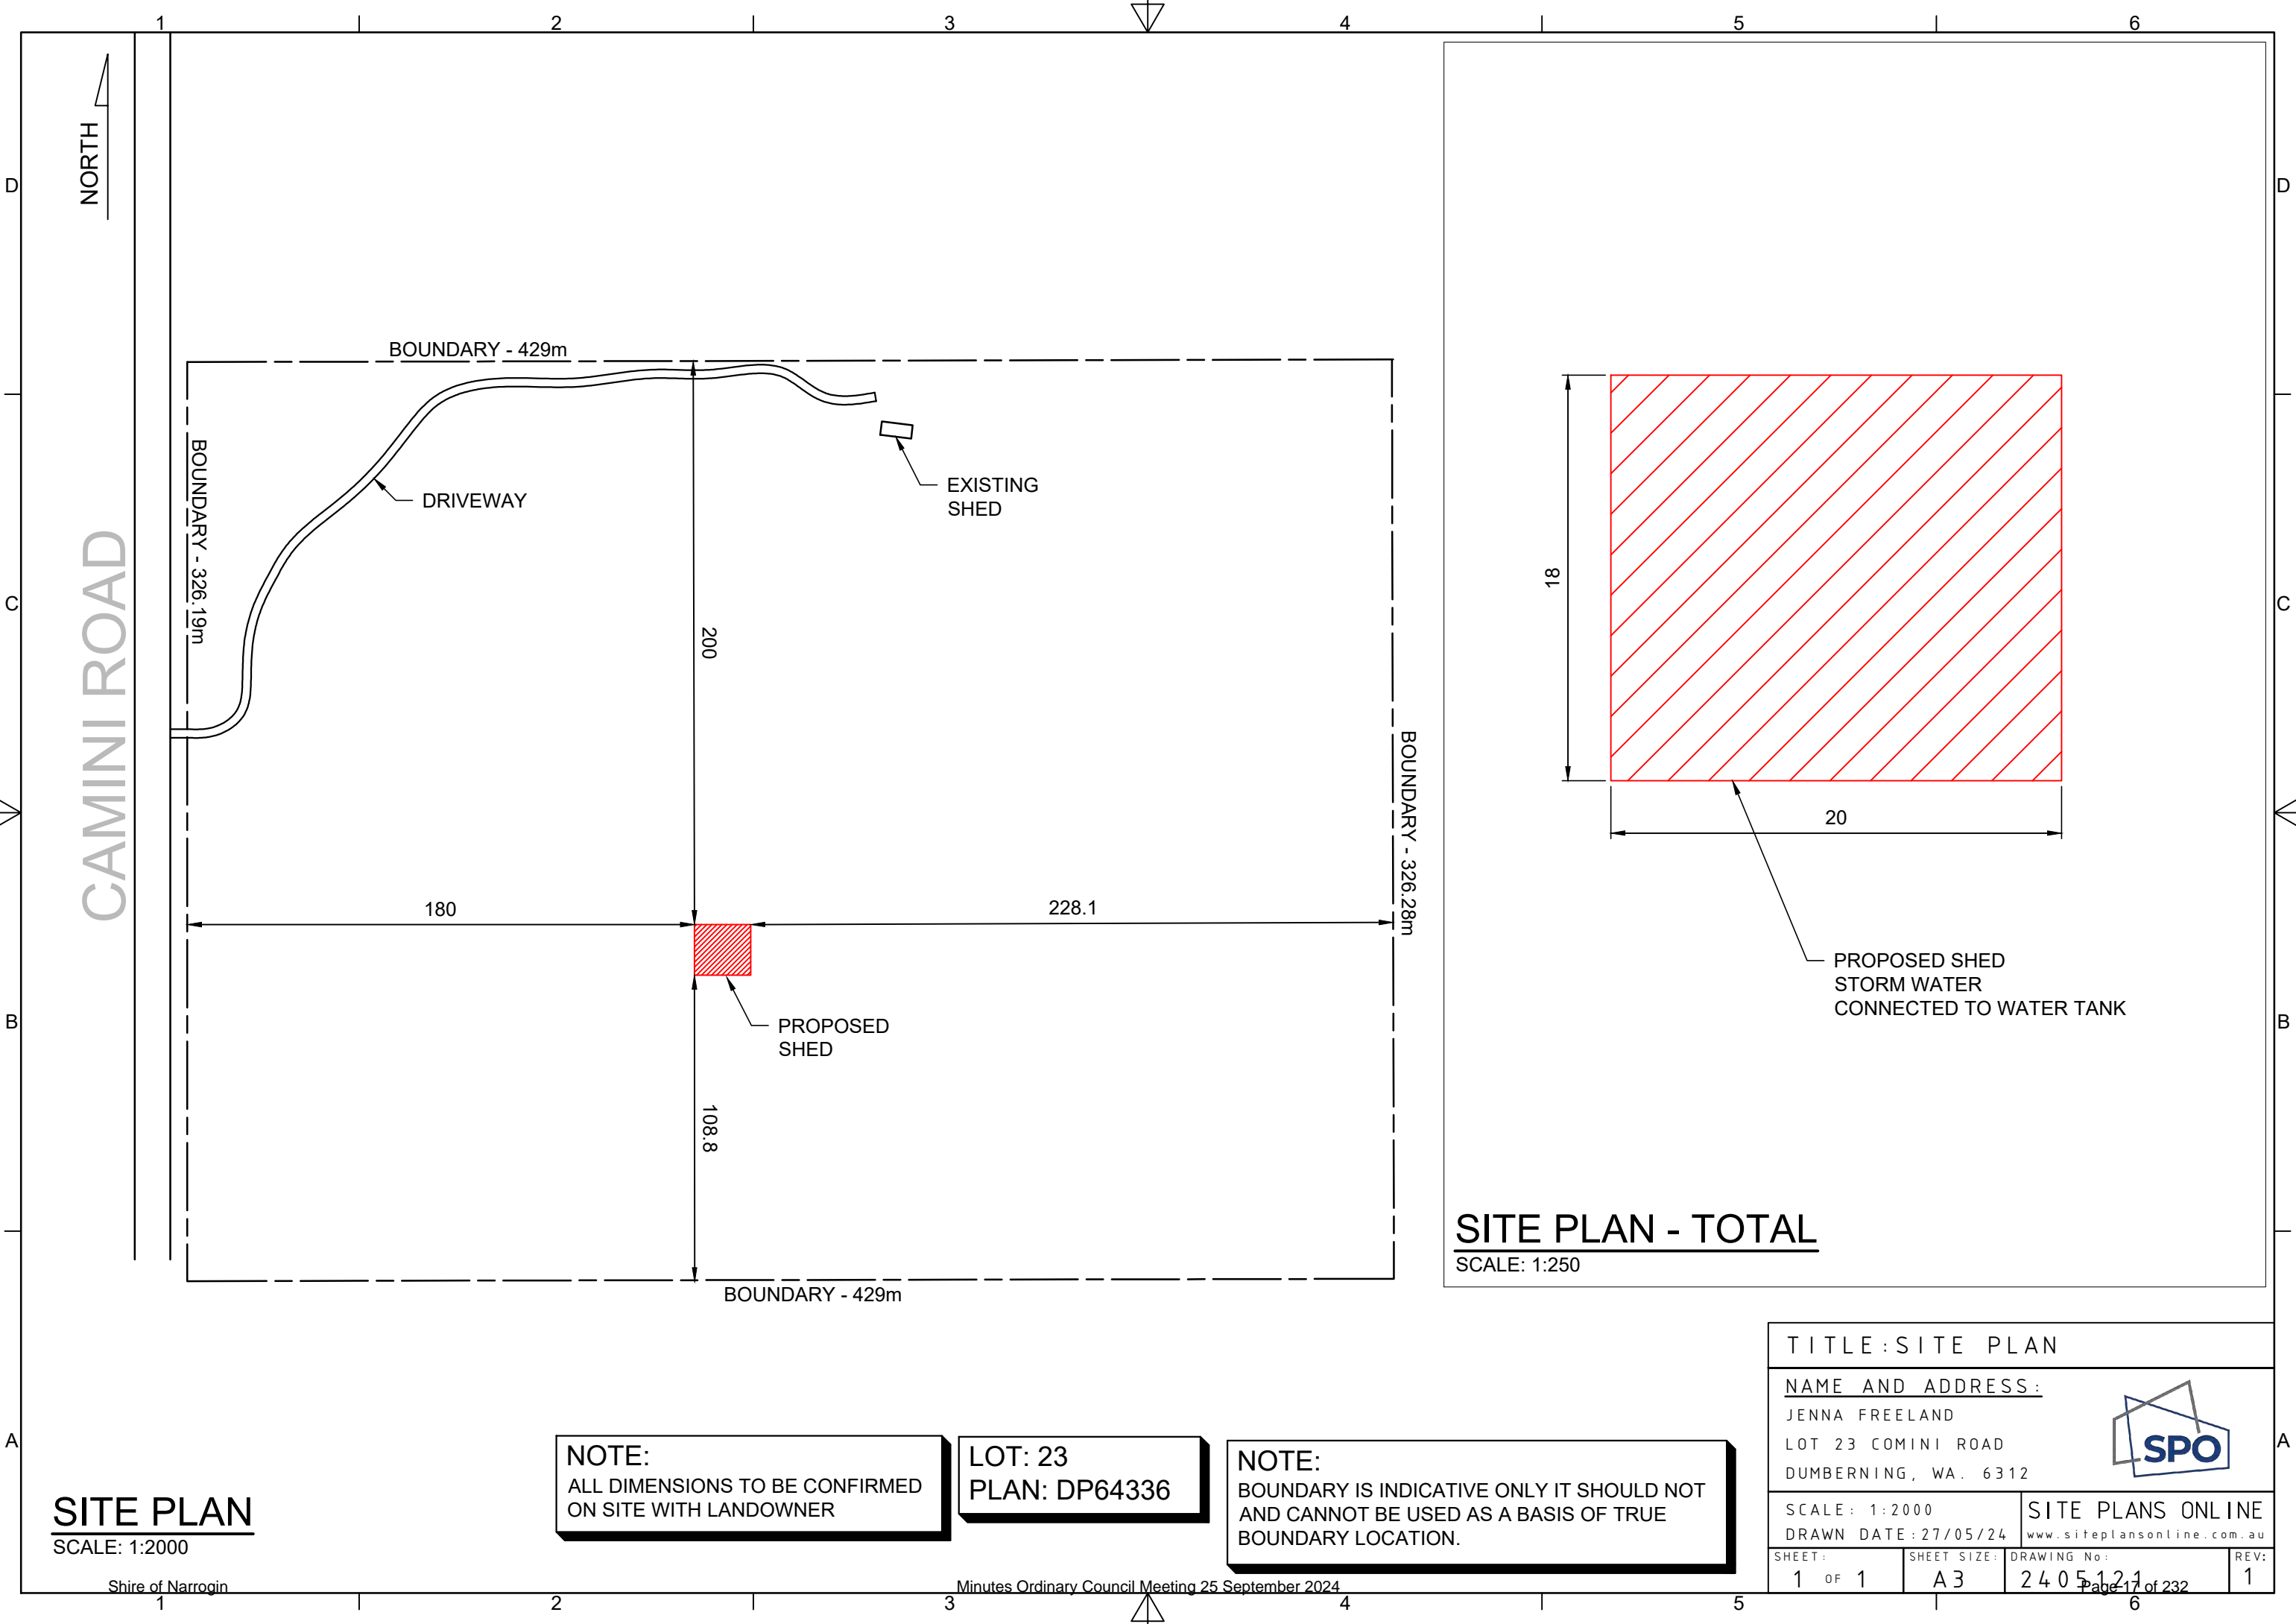 1 2 3 4 5 6
D D
C C
B B
A A
NORTH
CAMINI ROAD
BOUNDARY - 429m
BOUNDARY - 326.19m
DRIVEWAY
EXISTING
SHED
200
BOUNDARY - 326.28m
180
228.1
PROPOSED
SHED
108.8
BOUNDARY - 429m
18
20
PROPOSED SHED
STORM WATER
CONNECTED TO WATER TANK
SITE PLAN - TOTAL
SCALE: 1:250
SITE PLAN
SCALE: 1:2000
NOTE:
ALL DIMENSIONS TO BE CONFIRMED
ON SITE WITH LANDOWNER
LOT: 23
PLAN: DP64336
NOTE:
BOUNDARY IS INDICATIVE ONLY IT SHOULD NOT
AND CANNOT BE USED AS A BASIS OF TRUE
BOUNDARY LOCATION.
TITLE:SITE PLAN
NAME AND ADDRESS:
JENNA FREELAND
LOT 23 COMINI ROAD
DUMBERNING, WA. 6312
SPO
SCALE: 1:2000
DRAWN DATE:27/05/24
SITE PLANS ONLINE
www.siteplansonline.com.au
SHEET:
1 OF 1
SHEET SIZE:
A3
DRAWING No:
2405121
REV:
1
Shire of Narrogin
Minutes Ordinary Council Meeting 25 September 2024
Page 17 of 232
1 2 3 4 5 6